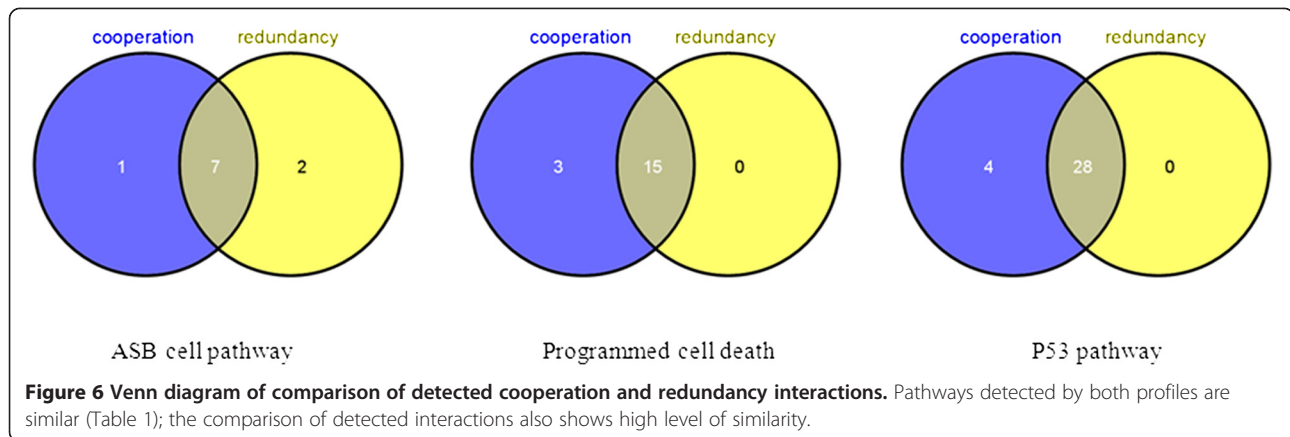 cooperation redundancy cooperation redundancy cooperation redundancy
1 7 2 3 15 0 4 28 0
ASB cell pathway Programmed cell death P53 pathway
Figure 6 Venn diagram of comparison of detected cooperation and redundancy interactions. Pathways detected by both profiles are
similar (Table 1); the comparison of detected interactions also shows high level of similarity.